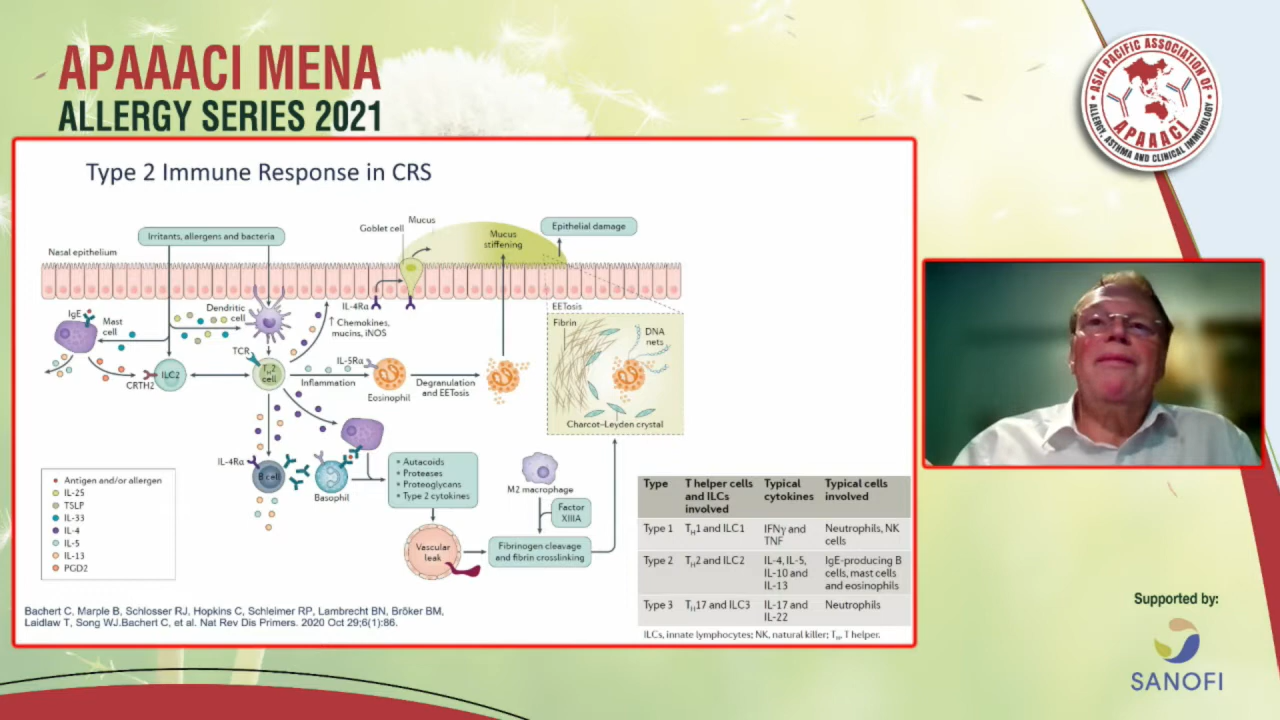 APAAACI MENA
ALLERGY SERIES 2021
ASIA PACIFIC ASSOCIATION OF
ALLERGY, ASTHMA AND CLINICAL IMMUNOLOGY
APAAACI
Type 2 Immune Response in CRS
Irritants, allergens and bacteria
Goblet cell
Mucus
Mucus
stiffening
Epithelial damage
Nasal epithelium
IgE
Mast
cell
Dendritic
cell
IL-4Rα
↑ Chemokines,
mucins, iNOS
TCR
CRTH2
ILC2
TH2
cell
IL-5Rα
Inflammation
Eosinophil
Degranulation
and EETosis
EETosis
Fibrin
DNA
nets
Charcot–Leyden crystal
IL-4Rα
B cell
Basophil
• Autacoids
• Proteases
• Proteoglycans
• Type 2 cytokines
M2 macrophage
Factor
XIIIA
Vascular
leak
Fibrinogen cleavage
and fibrin crosslinking
Antigen and/or allergen
IL-25
TSLP
IL-33
IL-4
IL-5
IL-13
PGD2
Type T helper cells and ILCs involved Typical cytokines Typical cells involved
Type 1 TH1 and ILC1 IFNγ and TNF Neutrophils, NK cells
Type 2 TH2 and ILC2 IL-4, IL-5, IL-10 and IL-13 IgE-producing B cells, mast cells and eosinophils
Type 3 TH17 and ILC3 IL-17 and IL-22 Neutrophils
ILCs, innate lymphocytes; NK, natural killer; TH, T helper.
Bachert C, Marple B, Schlosser RJ, Hopkins C, Schleimer RP, Lambrecht BN, Bröker BM,
Laidlaw T, Song WJ.Bachert C, et al. Nat Rev Dis Primers. 2020 Oct 29;6(1):86.
Supported by:
SANOFI